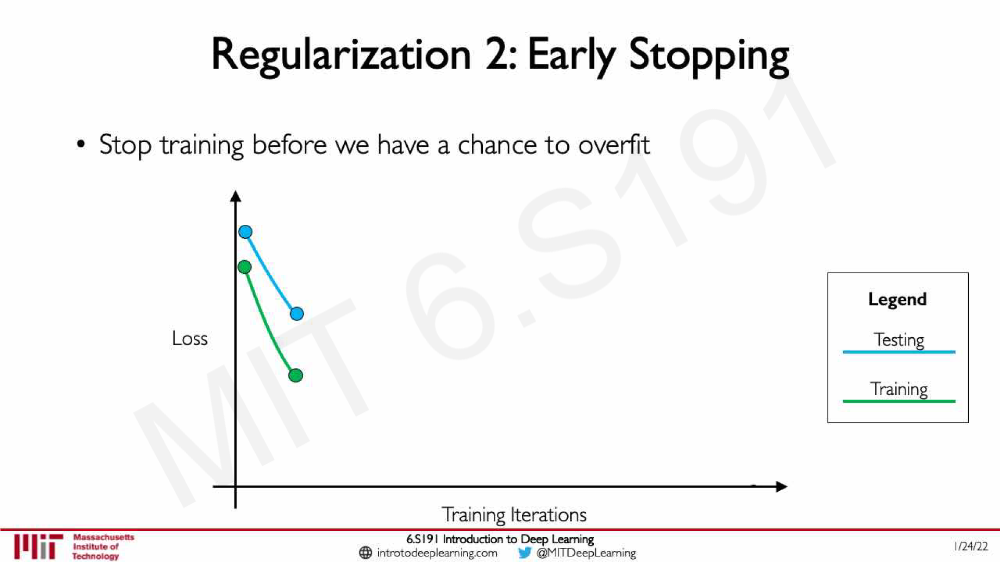 Regularization 2: Early Stopping
• Stop training before we have a chance to overfit
MIT 6.S191
Loss
Legend
Testing
Training
Training Iterations
Massachusetts
Institute of
Technology
6.S191 Introduction to Deep Learning
introtodeeplearning.com @MITDeepLearning
1/24/22